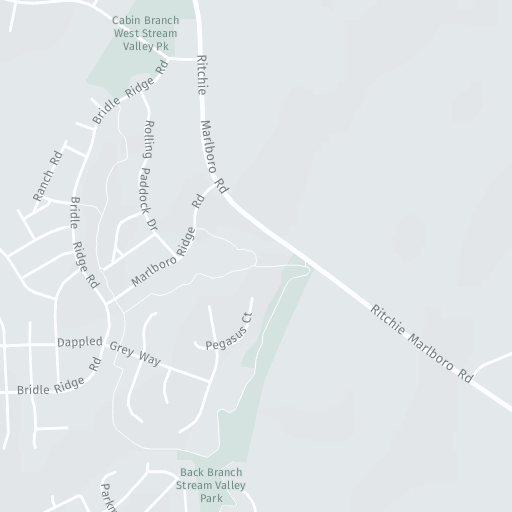 Cabin Branch
West Stream
Valley Pk
Ritchie Marlboro Rd
Bridle Ridge Rd
Rolling Paddock Dr
Ranch Rd
Bridle Ridge Rd
Marlboro Ridge Rd
Ritchie Marlboro Rd
Pegasus Ct
Dappled Grey Way
Bridle Ridge Rd
Back Branch
Stream Valley
Park
Parkm